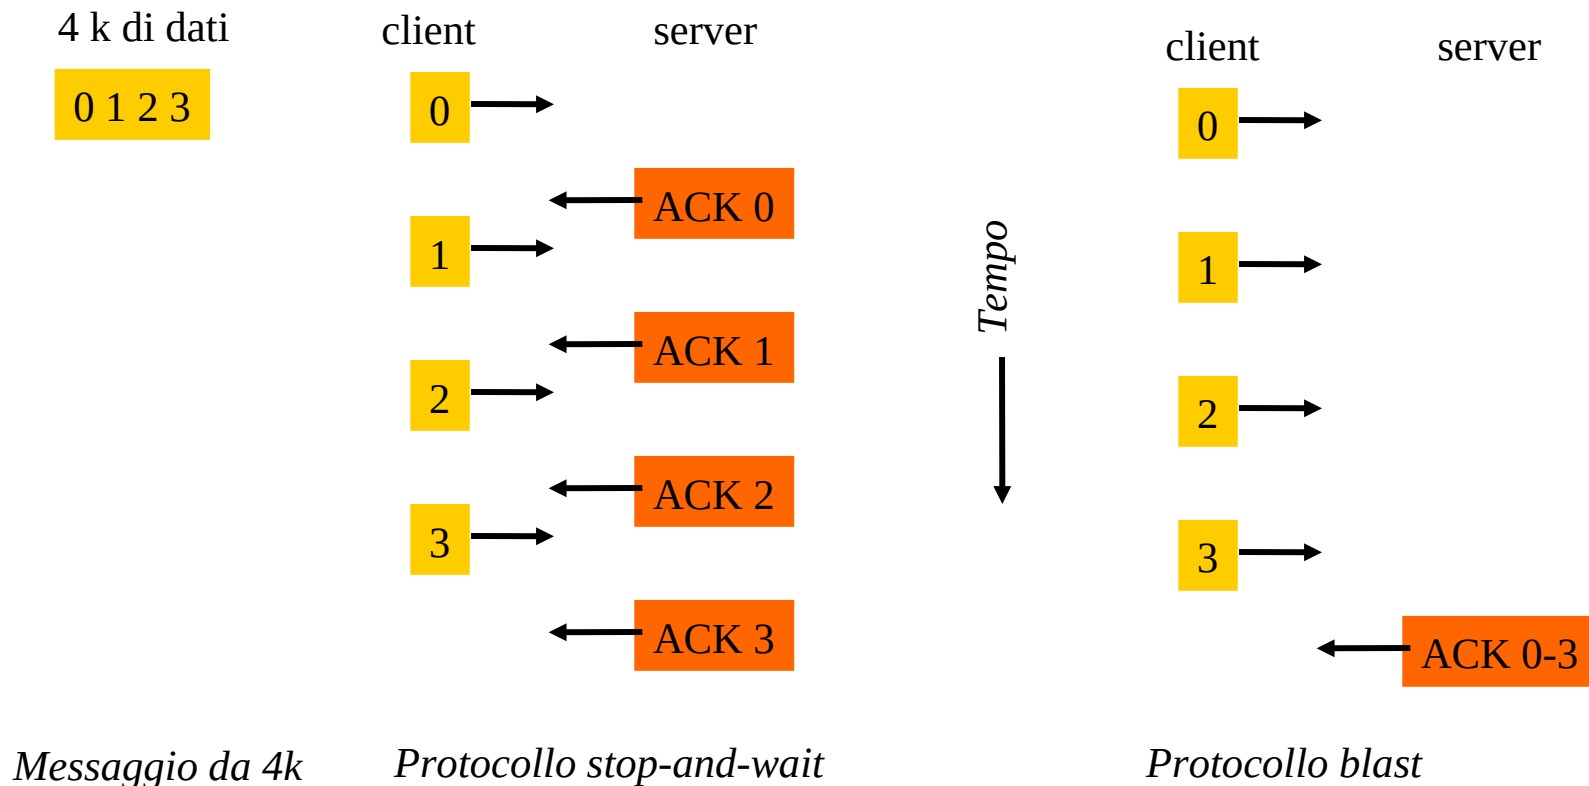 4 k di dati
0 1 2 3
client
server
0
ACK 0
1
ACK 1
2
ACK 2
3
ACK 3
Tempo
client
server
0
1
2
3
ACK 0-3
Messaggio da 4k
Protocollo stop-and-wait
Protocollo blast